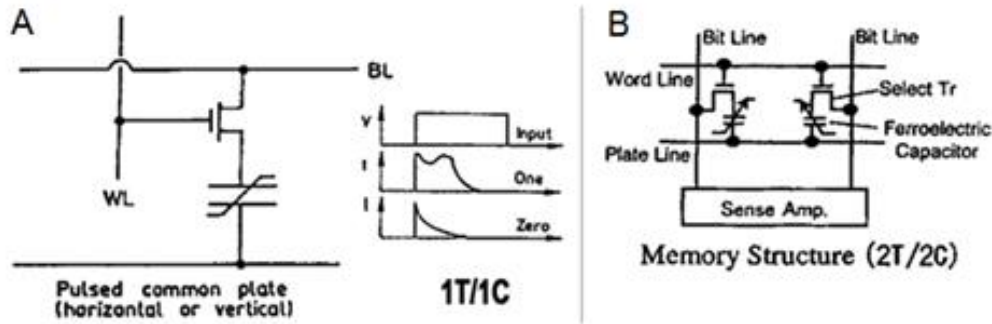 A
BL
WL
V
Input
I
One
I
Zero
Pulsed common plate
(horizontal or vertical)
1T/1C
B
Bit Line
Bit Line
Word Line
Select Tr
Ferroelectric
Capacitor
Plate Line
Sense Amp.
Memory Structure (2T/2C)